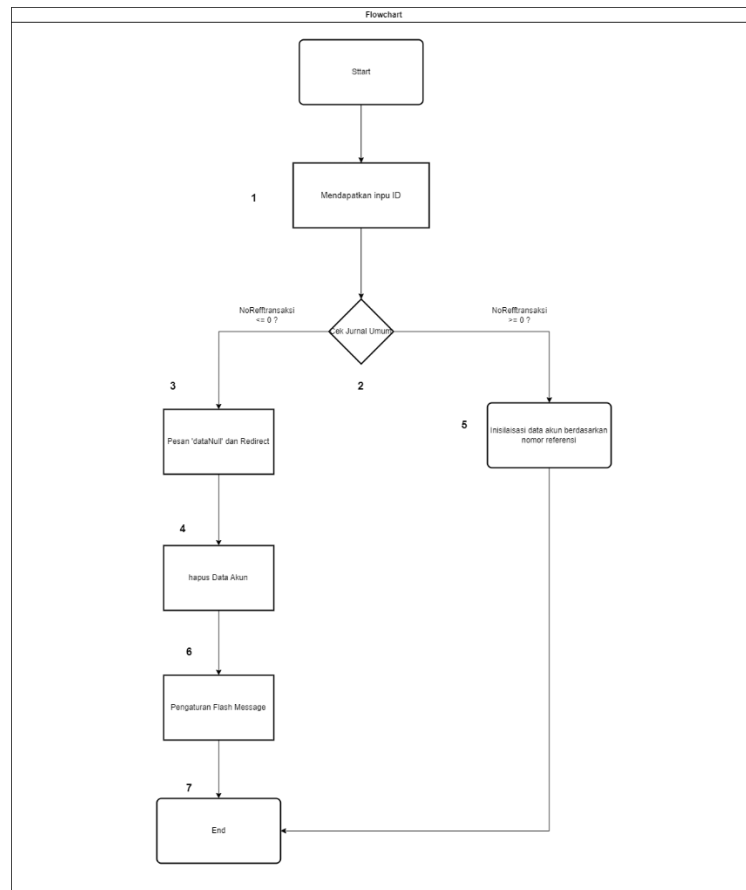 Flowchart
Sttart
1
Mendapatkan inpu ID
NoRefftransaksi
<= 0 ?
NoRefftransaksi
>= 0 ?
Cek Jurnal Umum
2
3
Pesan 'dataNull' dan Redirect
5
Inisilaisasi data akun berdasarkan
nomor referensi
4
hapus Data Akun
6
Pengaturan Flash Message
7
End